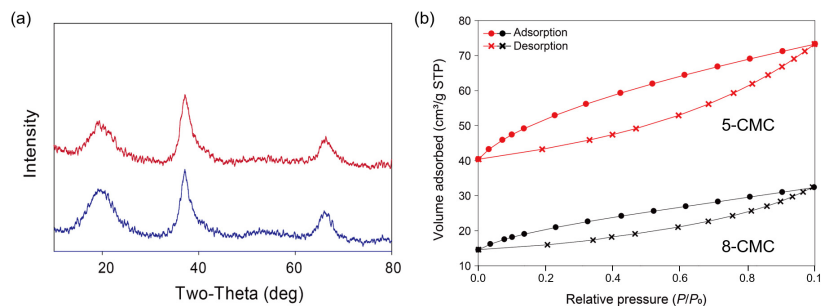 (a)
Intensity
20
40
60
80
Two-Theta (deg)
(b)
Adsorption
Desorption
Volume adsorbed (cm³/g STP)
80
70
60
50
40
30
20
10
5-CMC
8-CMC
0.0
0.2
0.4
0.6
0.8
0.1
Relative pressure (P/P₀)